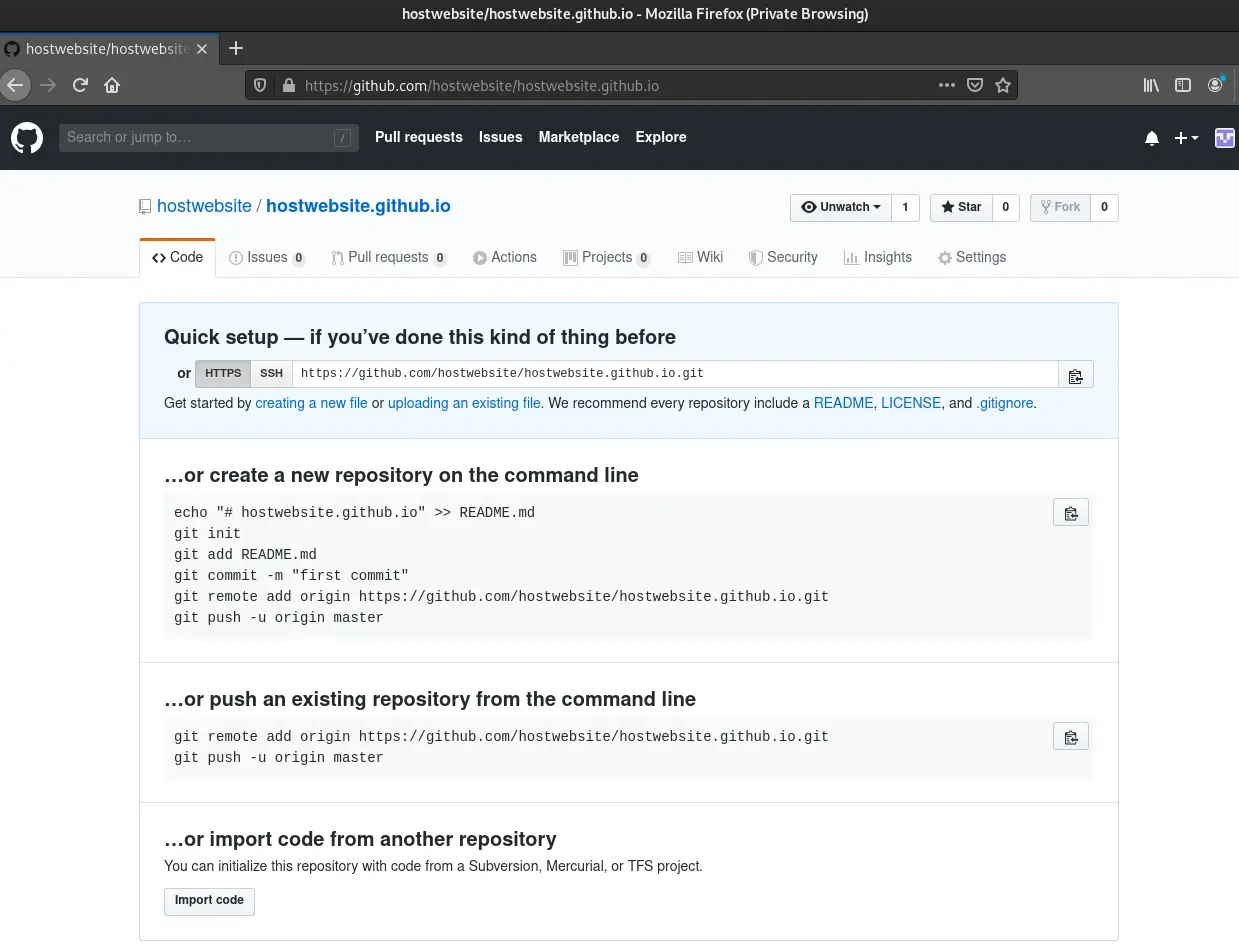 hostwebsite/hostwebsite.github.io - Mozilla Firefox (Private Browsing)
hostwebsite/hostwebsite
https://github.com/hostwebsite/hostwebsite.github.io
Search or jump to… / Pull requests Issues Marketplace Explore
hostwebsite / hostwebsite.github.io Unwatch 1 Star 0 Fork 0
Code Issues 0 Pull requests 0 Actions Projects 0 Wiki Security Insights Settings
Quick setup — if you’ve done this kind of thing before
or HTTPS SSH https://github.com/hostwebsite/hostwebsite.github.io.git
Get started by creating a new file or uploading an existing file. We recommend every repository include a README, LICENSE, and .gitignore.
…or create a new repository on the command line
echo "# hostwebsite.github.io" >> README.md
git init
git add README.md
git commit -m "first commit"
git remote add origin https://github.com/hostwebsite/hostwebsite.github.io.git
git push -u origin master
…or push an existing repository from the command line
git remote add origin https://github.com/hostwebsite/hostwebsite.github.io.git
git push -u origin master
…or import code from another repository
You can initialize this repository with code from a Subversion, Mercurial, or TFS project.
Import code